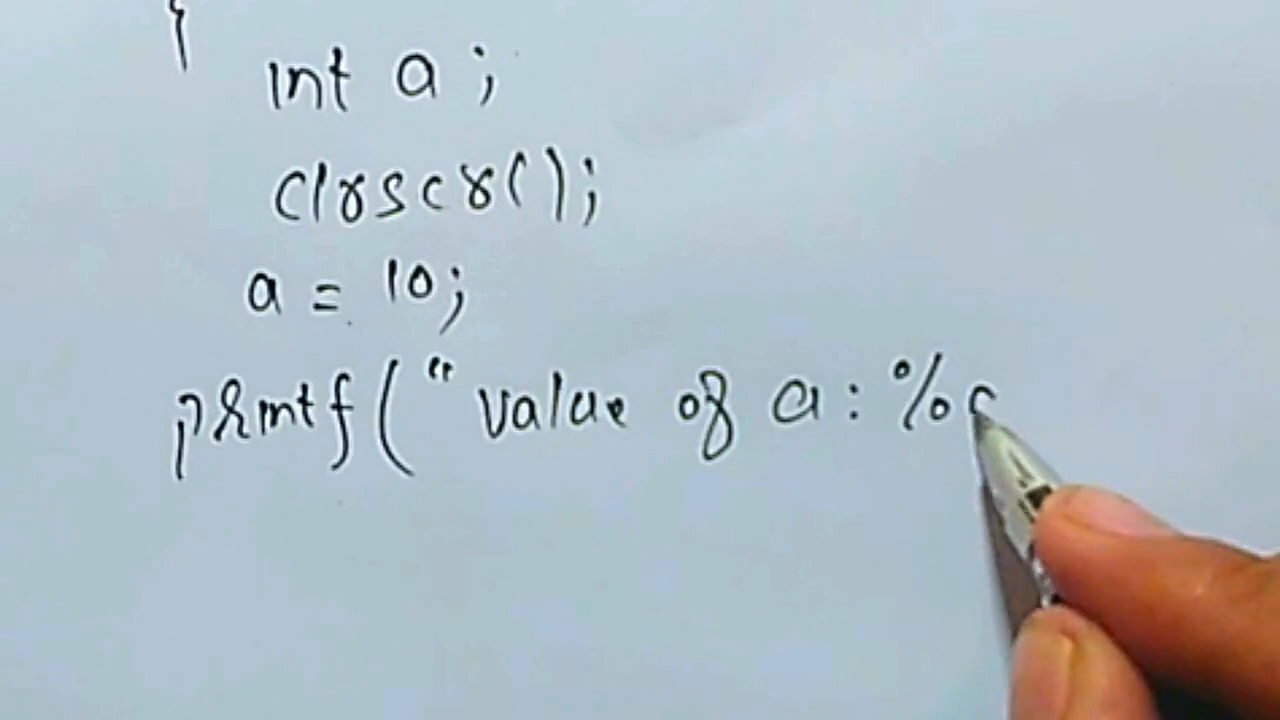 {
int a;
clrscr();
a = 10;
printf("value of a: %